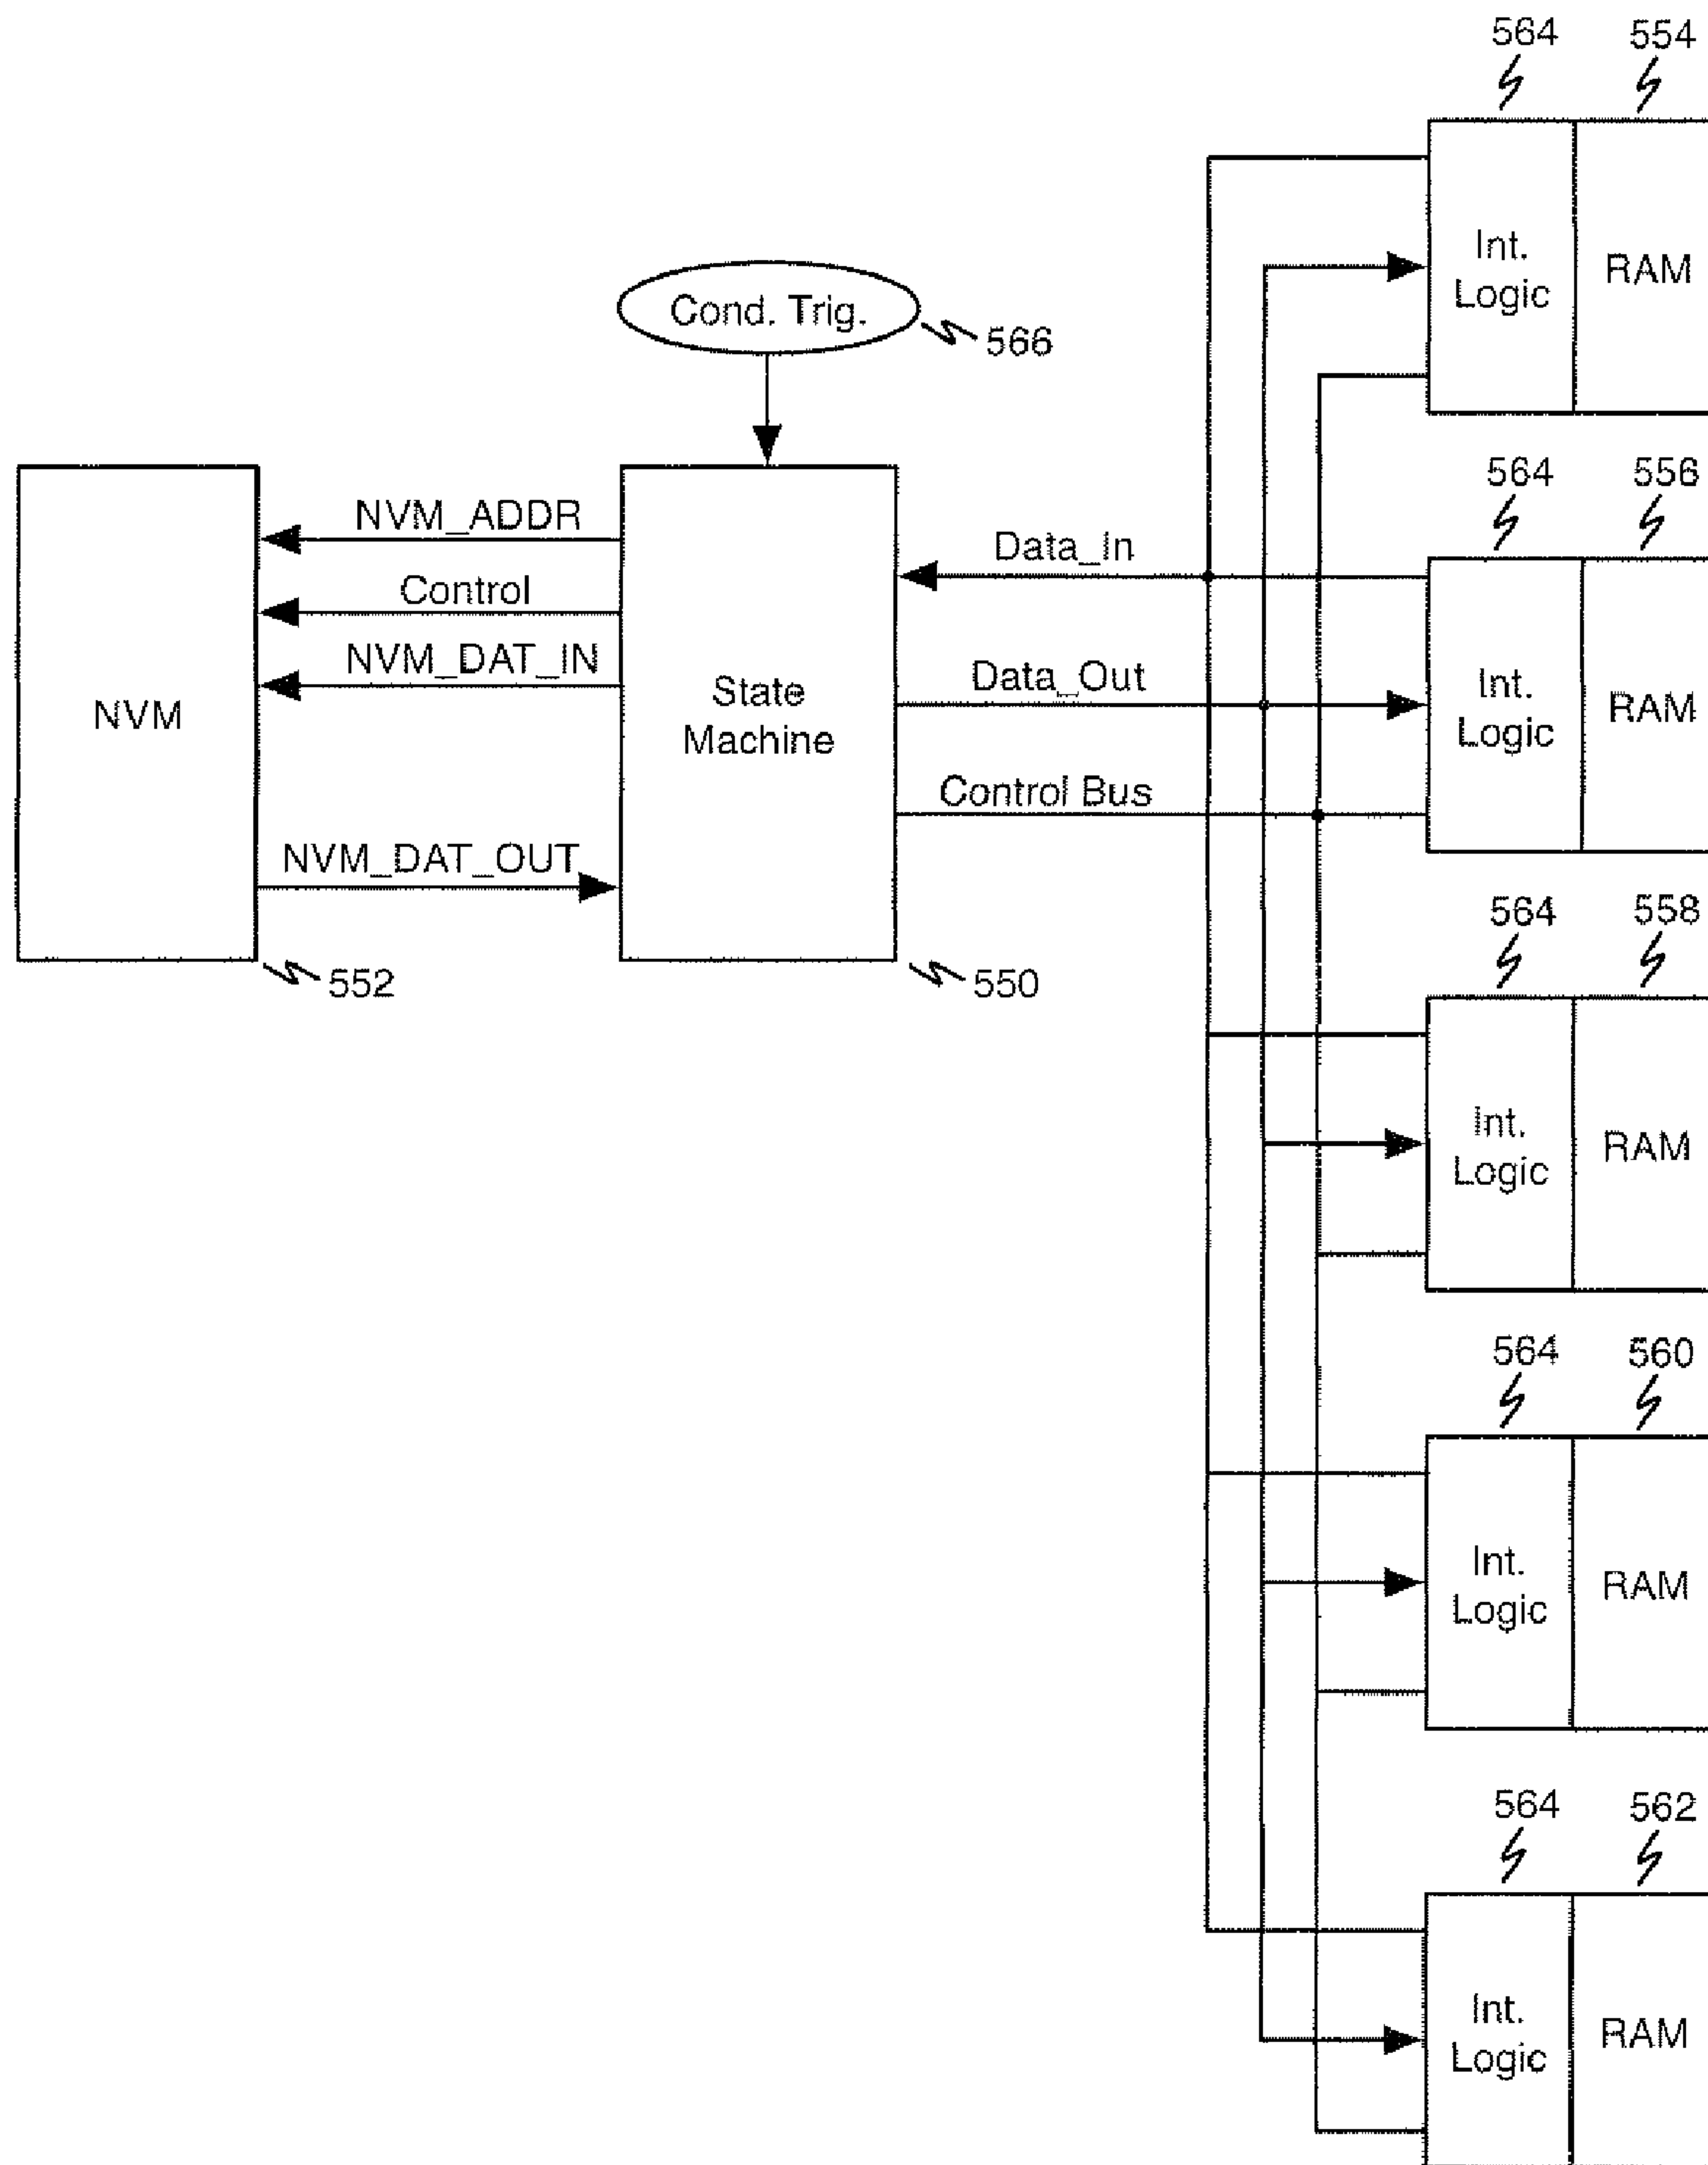 564 554
Int.
Logic
RAM
Cond. Trig.
566
564 556
NVM_ADDR
Control
NVM_DAT_IN
NVM
NVM_DAT_OUT
552
State
Machine
550
Data_In
Data_Out
Control Bus
Int.
Logic
RAM
564 558
Int.
Logic
RAM
564 560
Int.
Logic
RAM
564 562
Int.
Logic
RAM